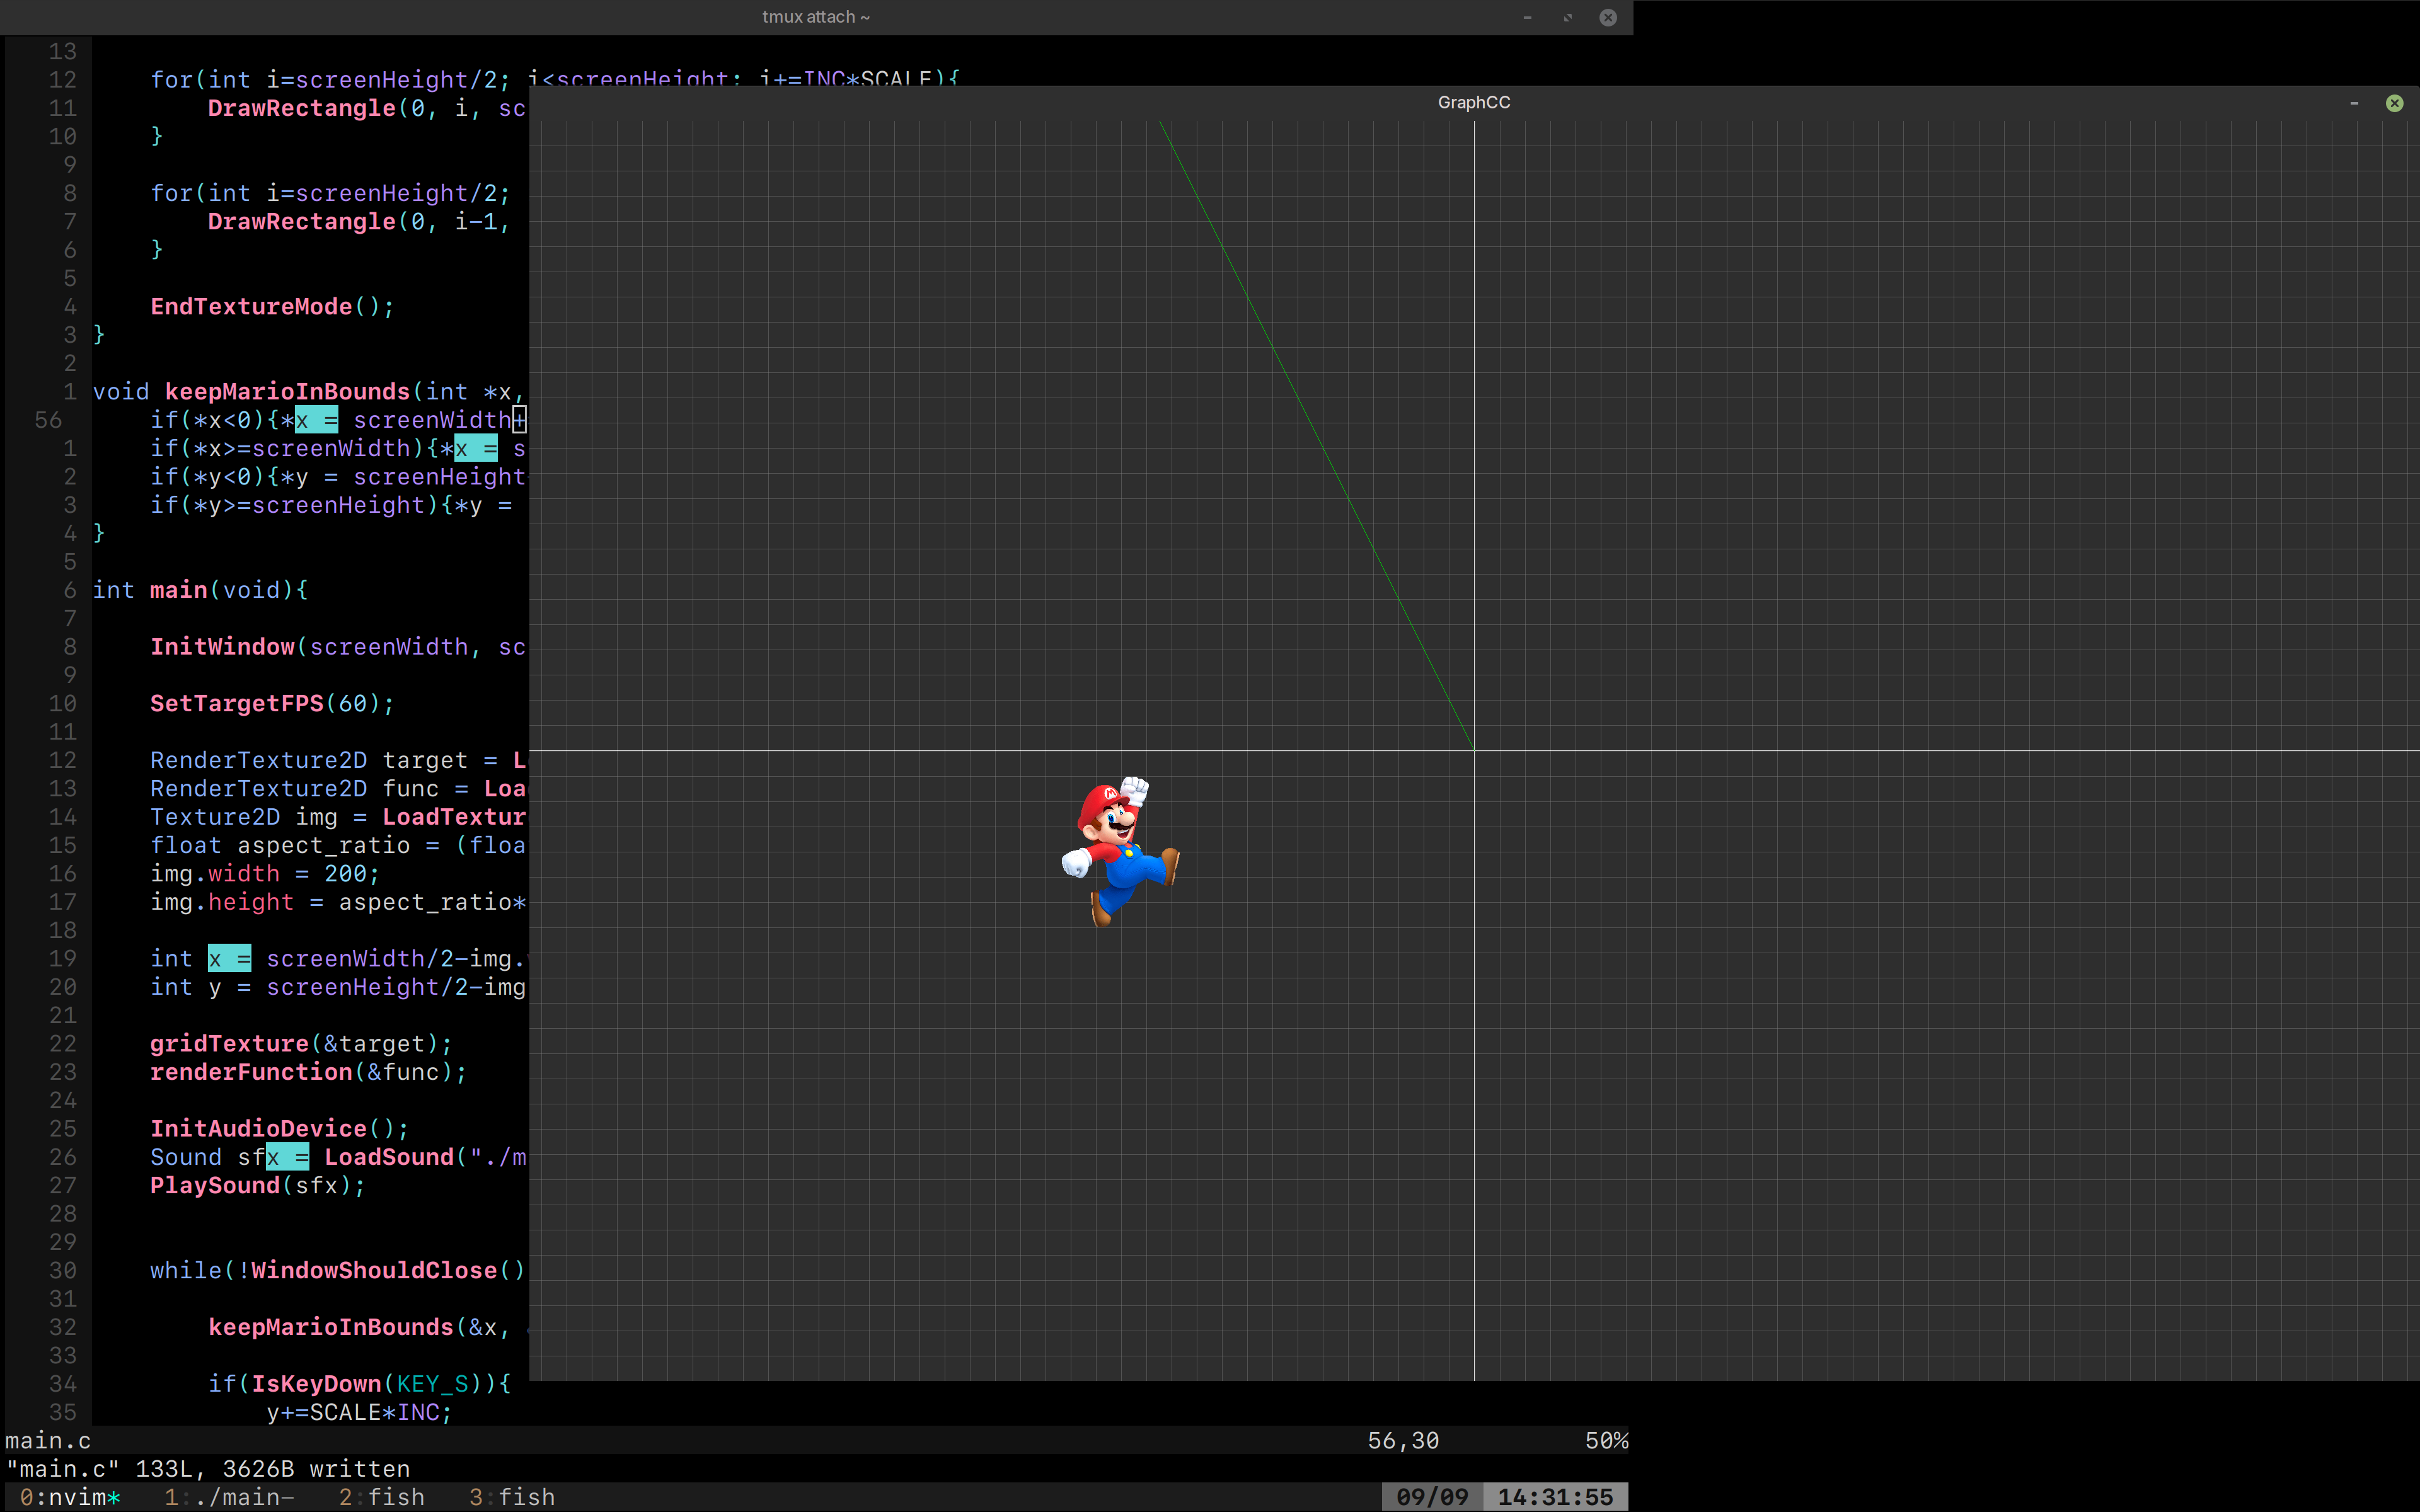 tmux attach ~
13
12 for(int i=screenHeight/2; i<screenHeight; i+=INC*SCALE){
11 DrawRectangle(0, i, sc
10 }
9
8 for(int i=screenHeight/2;
7 DrawRectangle(0, i-1,
6 }
5
4 EndTextureMode();
3 }
2
1 void keepMarioInBounds(int *x,
56 if(*x<0){*x = screenWidth+
1 if(*x>=screenWidth){*x = s
2 if(*y<0){*y = screenHeight
3 if(*y>=screenHeight){*y =
4 }
5
6 int main(void){
7
8 InitWindow(screenWidth, sc
9
10 SetTargetFPS(60);
11
12 RenderTexture2D target = L
13 RenderTexture2D func = Loa
14 Texture2D img = LoadTextur
15 float aspect_ratio = (floa
16 img.width = 200;
17 img.height = aspect_ratio*
18
19 int x = screenWidth/2-img.
20 int y = screenHeight/2-img
21
22 gridTexture(&target);
23 renderFunction(&func);
24
25 InitAudioDevice();
26 Sound sfx = LoadSound("./m
27 PlaySound(sfx);
28
29
30 while(!WindowShouldClose()
31
32 keepMarioInBounds(&x,
33
34 if(IsKeyDown(KEY_S)){
35 y+=SCALE*INC;
main.c 56,30 50%
"main.c" 133L, 3626B written
0:nvim* 1:./main- 2:fish 3:fish 09/09 14:31:55
GraphCC
M